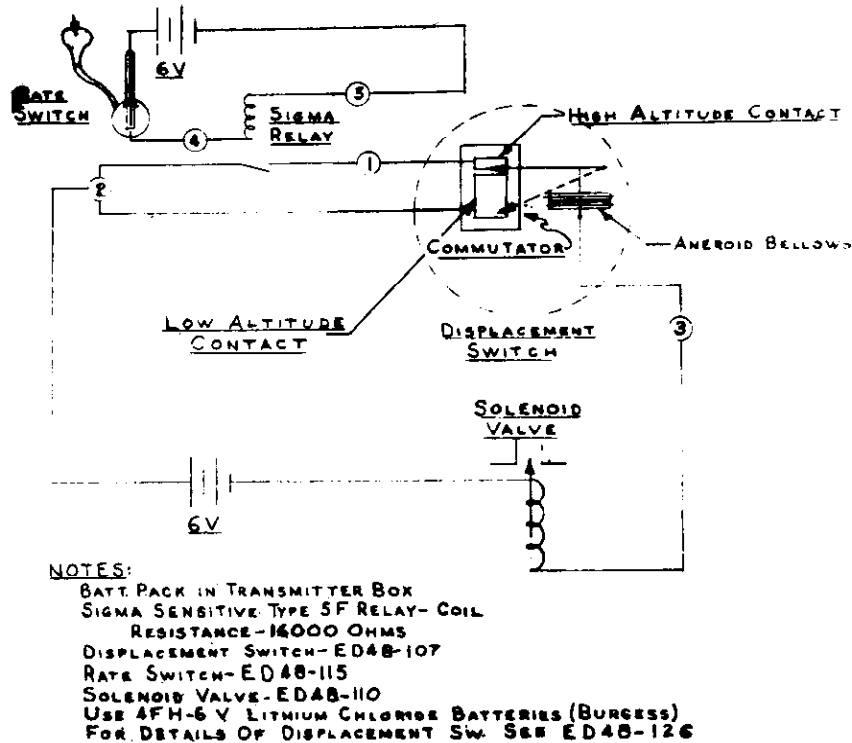 6V
RATE
SWITCH
5
SIGMA
RELAY
4
HIGH ALTITUDE CONTACT
1
2
COMMUTATOR
ANEROID BELLOWS
LOW ALTITUDE
CONTACT
DISPLACEMENT
SWITCH
3
SOLENOID
VALVE
6V
NOTES:
BATT. PACK IN TRANSMITTER BOX
SIGMA SENSITIVE TYPE 5F RELAY-COIL
RESISTANCE-16000 OHMS
DISPLACEMENT SWITCH-ED48-107
RATE SWITCH-ED48-115
SOLENOID VALVE-ED48-110
USE 4FH-6 V LITHIUM CHLORIDE BATTERIES (BURGESS)
FOR DETAILS OF DISPLACEMENT SW. SEE ED48-126